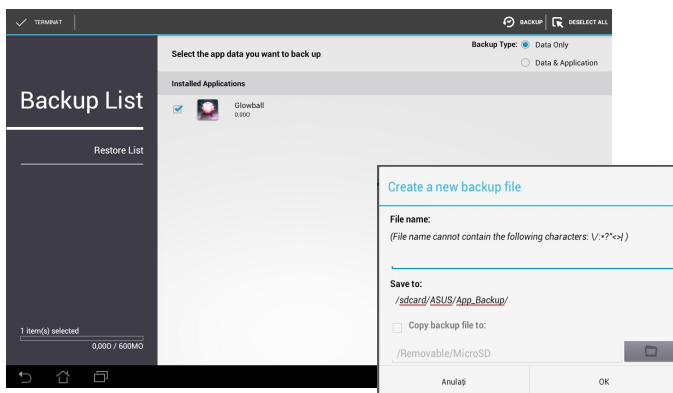 TERMINAT
BACKUP
DESELECT ALL
Backup List
Restore List
1 item(s) selected
0,000 / 600MO
Select the app data you want to back up
Backup Type:
Data Only
Data & Application
Installed Applications
Glowball
0,000
Create a new backup file
File name:
(File name cannot contain the following characters: \/:*?"<>| )
Save to:
/sdcard/ASUS/App_Backup/
Copy backup file to:
/Removable/MicroSD
Anulați
OK